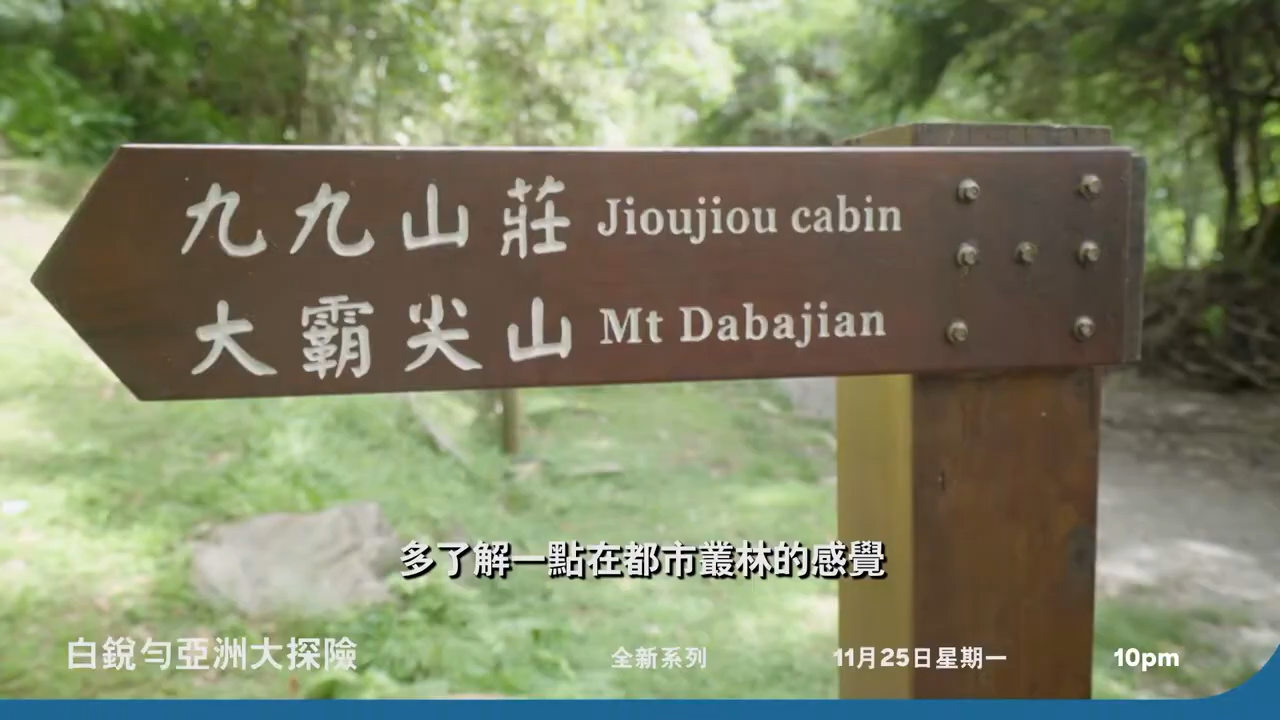 九九山莊 Jioujiou cabin
大霸尖山 Mt Dabajian
多了解一點在都市叢林的感覺
白銳勻亞洲大探險 全新系列 11月25日星期一 10pm